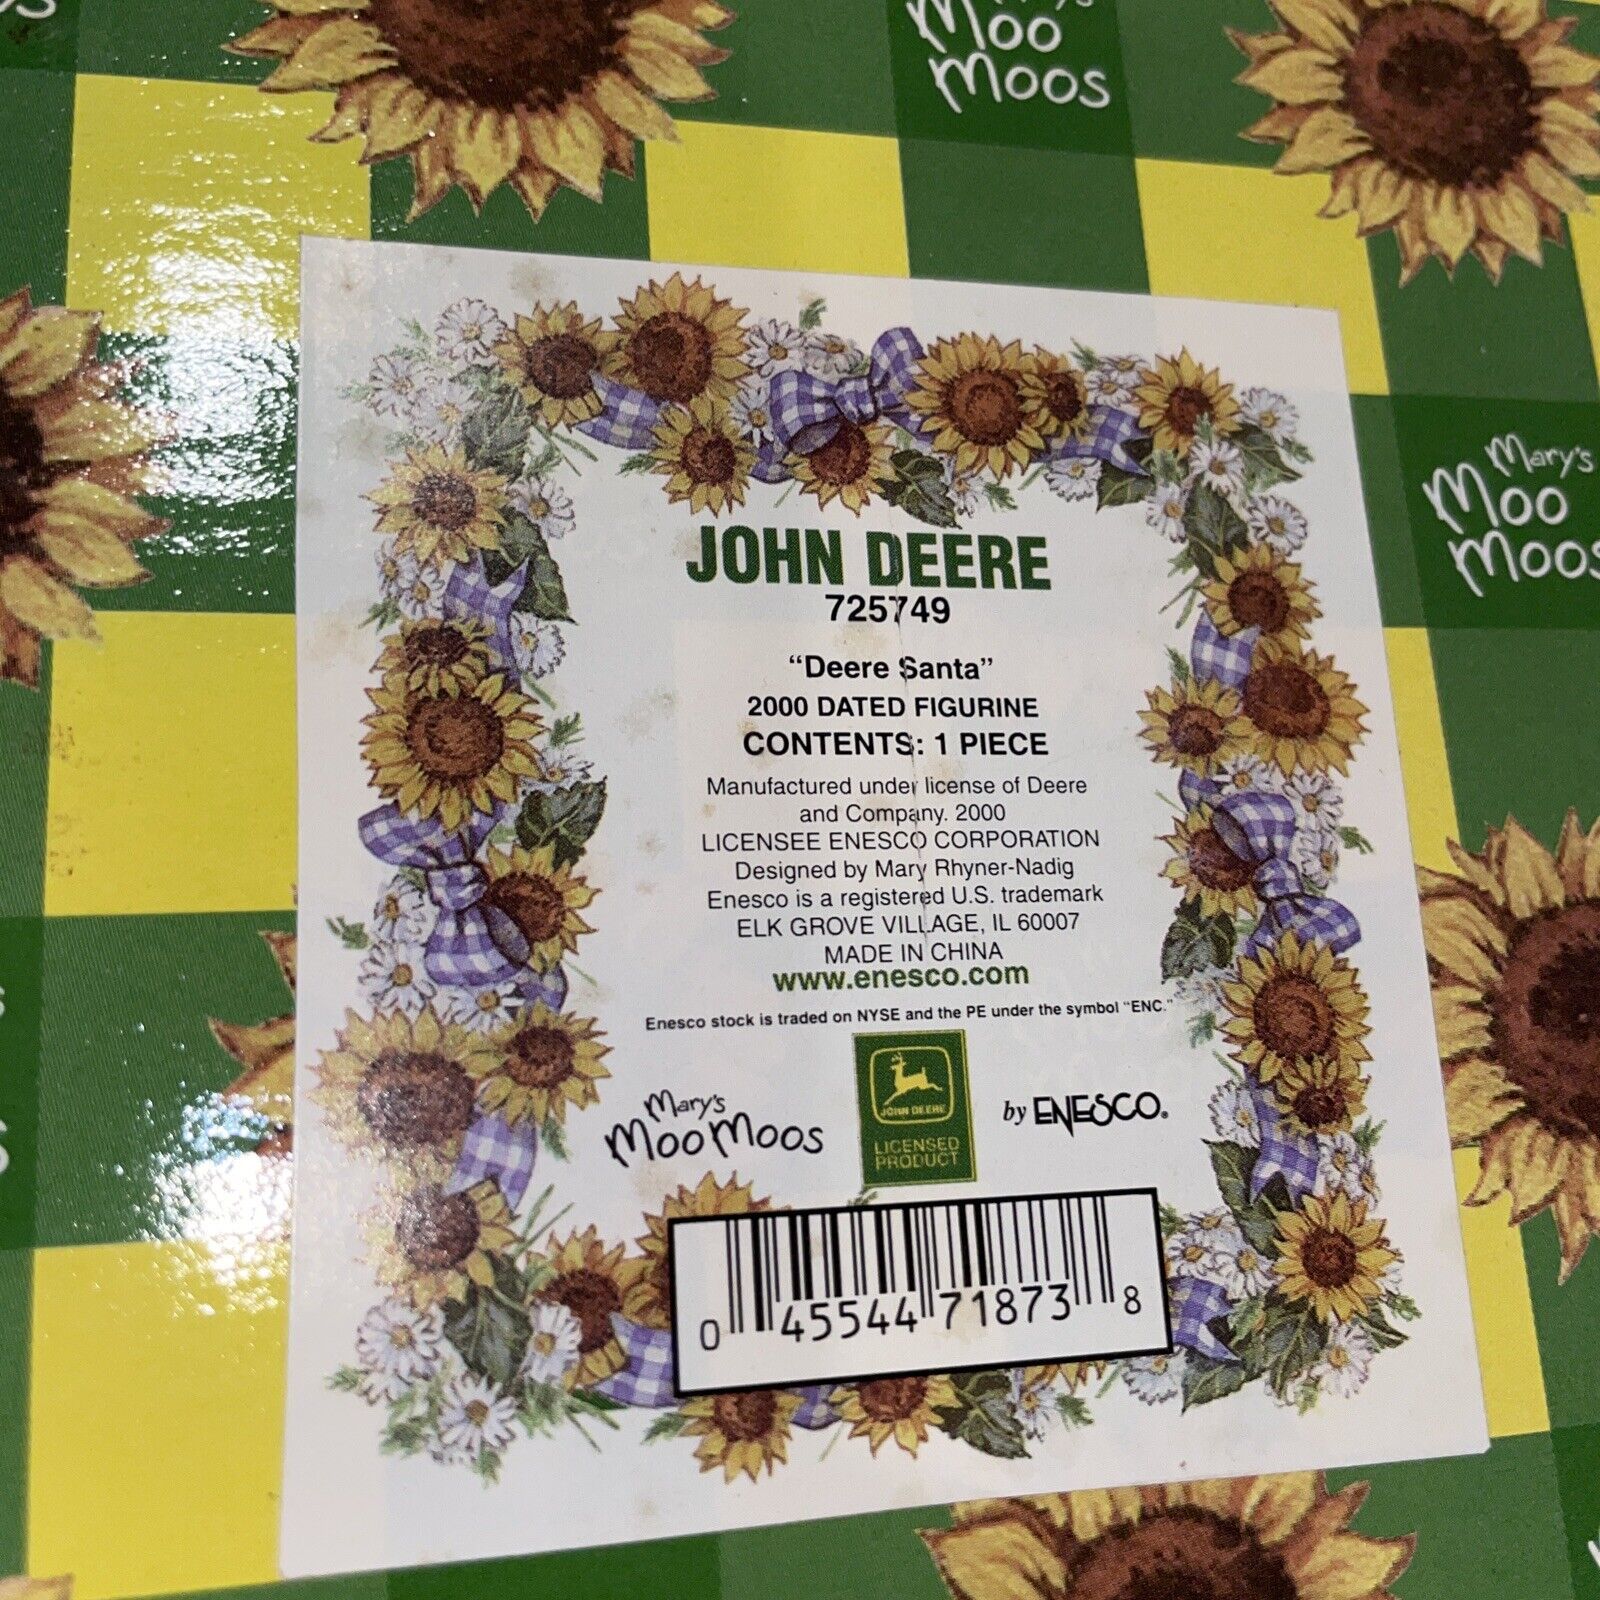 Moo
Moos
Mary's
Moo
Moos
JOHN DEERE
725749
“Deere Santa”
2000 DATED FIGURINE
CONTENTS: 1 PIECE
Manufactured under license of Deere
and Company. 2000
LICENSEE ENESCO CORPORATION
Designed by Mary Rhyner-Nadig
Enesco is a registered U.S. trademark
ELK GROVE VILLAGE, IL 60007
MADE IN CHINA
www.enesco.com
Enesco stock is traded on NYSE and the PE under the symbol “ENC.”
Mary's
Moo Moos
JOHN DEERE
LICENSED
PRODUCT
by ENESCO®
0 45544 71873 8